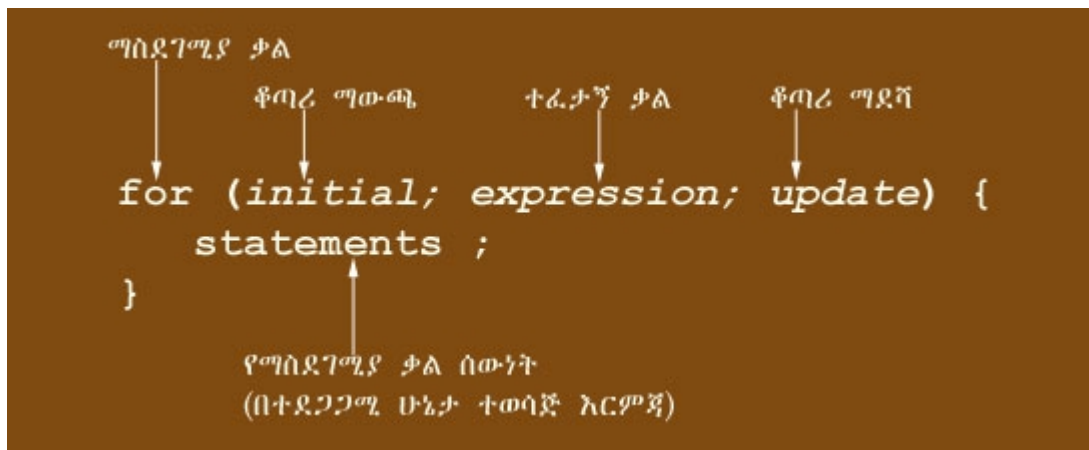 ማስደገሚያ ቃል
ቆጣሪ ማውጫ ተፈታኝ ቃል ቆጣሪ ማደሻ
for (initial; expression; update) {
statements ;
}
የማስደገሚያ ቃል ሰውነት
(በተደጋጋሚ ሁኔታ ተወሳጅ እርምጃ)